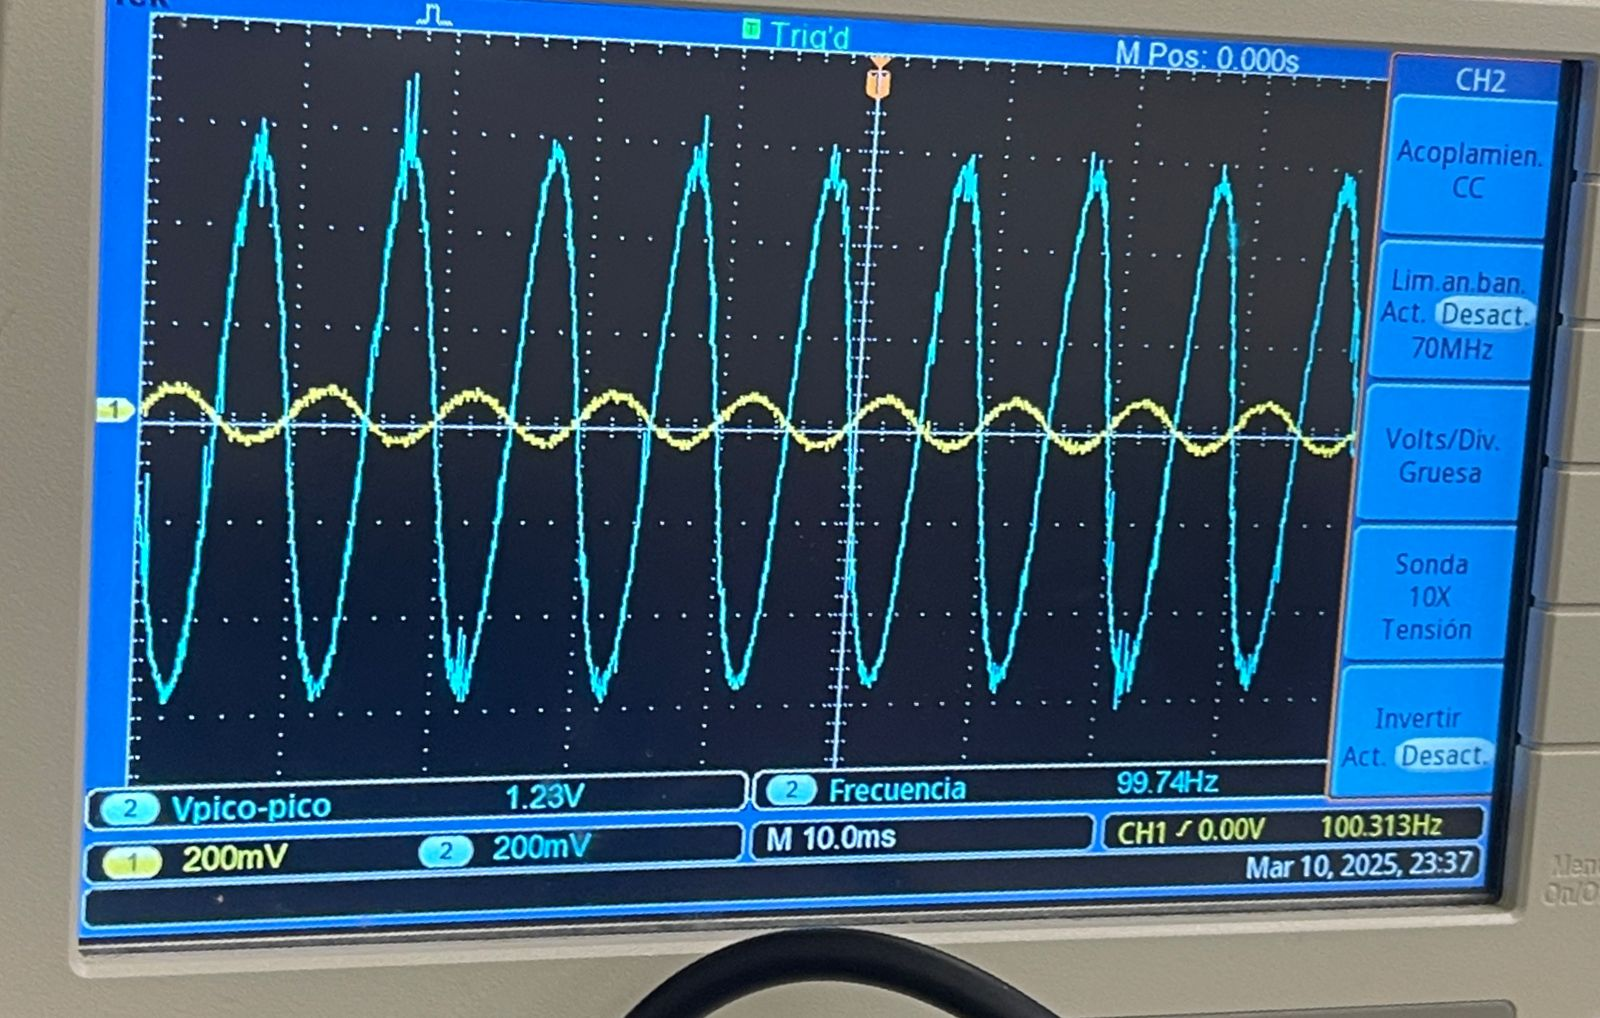 Trig'd
M Pos: 0.000s
CH2
Acoplamien.
CC
Lim.an.ban.
Act. Desact.
70MHz
Volts/Div.
Gruesa
Sonda
10X
Tensión
Invertir
Act. Desact.
1
2 Vpico-pico 1.23V
2 Frecuencia 99.74Hz
1 200mV 2 200mV
M 10.0ms
CH1 0.00V 100.313Hz
Mar 10, 2025, 23:37